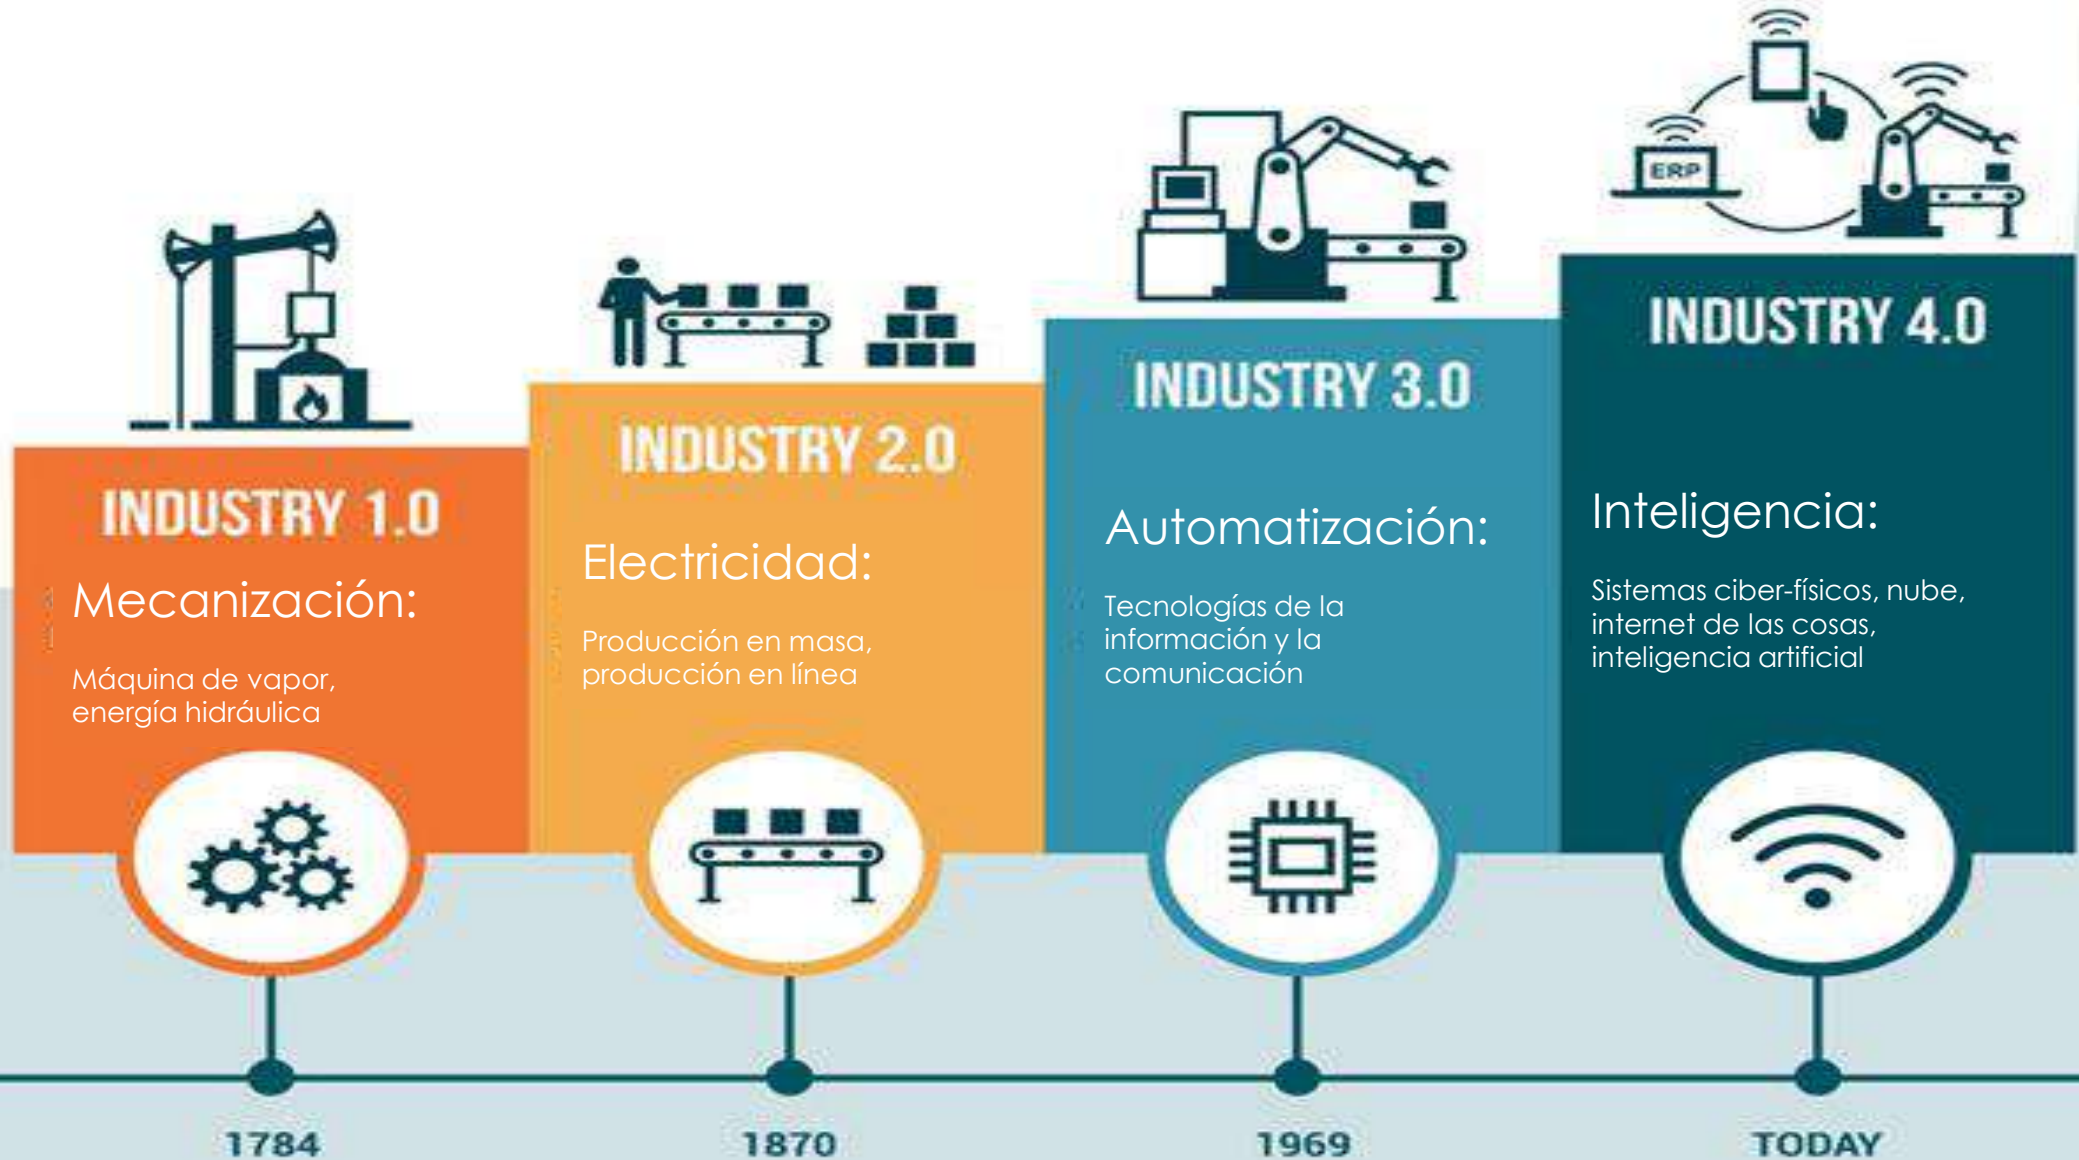 ERP
INDUSTRY 1.0
Mecanización:
Máquina de vapor,
energía hidráulica
INDUSTRY 2.0
Electricidad:
Producción en masa,
producción en línea
INDUSTRY 3.0
Automatización:
Tecnologías de la
información y la
comunicación
INDUSTRY 4.0
Inteligencia:
Sistemas ciber-físicos, nube,
internet de las cosas,
inteligencia artificial
1784
1870
1969
TODAY